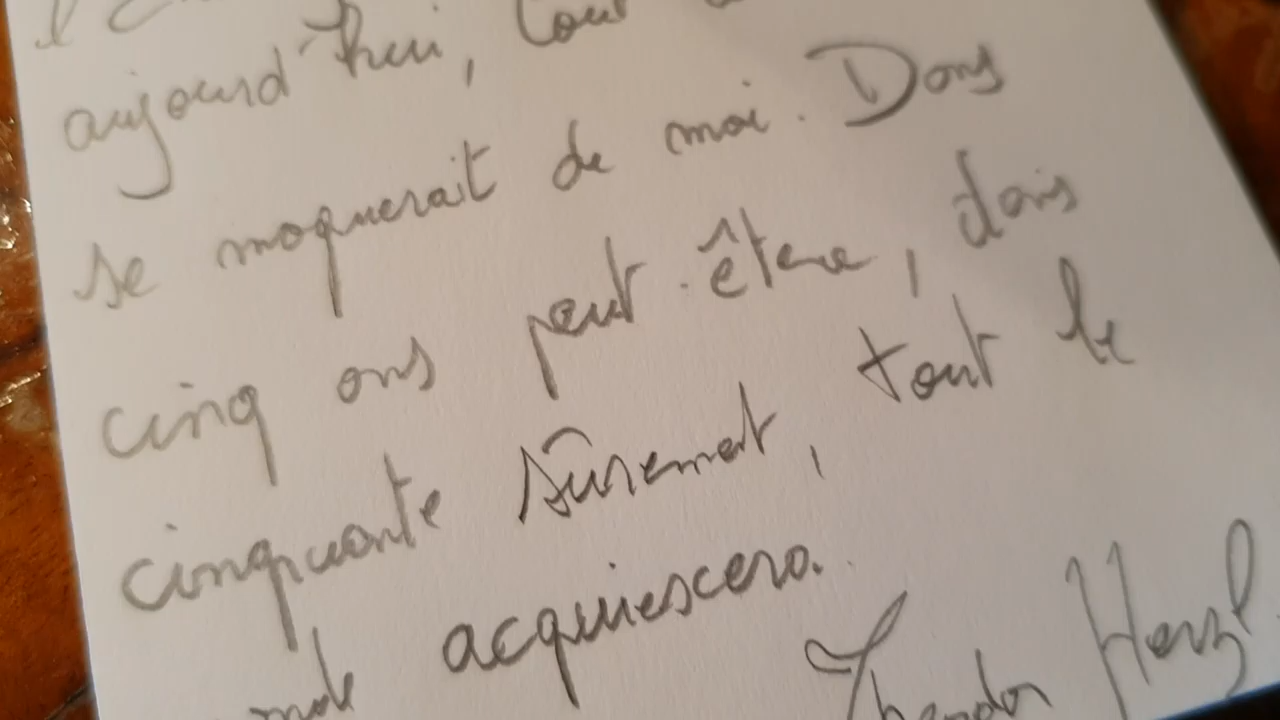 aujourd'hui, tout
se moquerait de moi. Dans
cinq ans peut-être, dans
cinquante sûrement, tout le
monde acquiescera.
Theodor Herzl